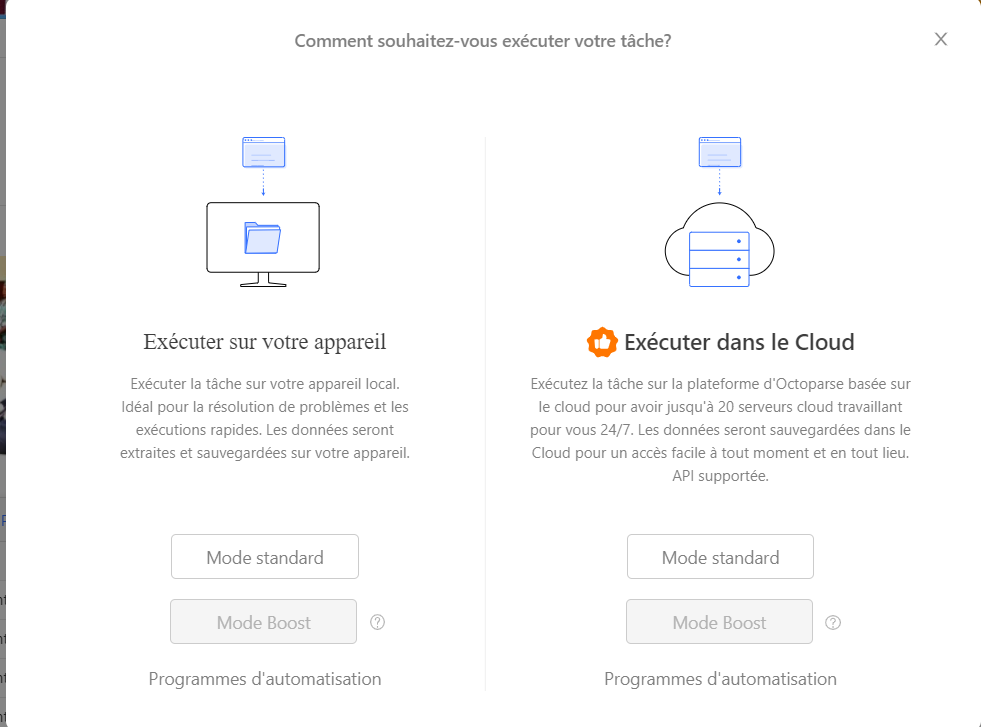 Comment souhaitez-vous exécuter votre tâche?
Exécuter sur votre appareil
Exécuter la tâche sur votre appareil local.
Idéal pour la résolution de problèmes et les
exécutions rapides. Les données seront
extraites et sauvegardées sur votre appareil.
Mode standard
Mode Boost
Programmes d'automatisation
Exécuter dans le Cloud
Exécutez la tâche sur la plateforme d'Octoparse basée sur
le cloud pour avoir jusqu'à 20 serveurs cloud travaillant
pour vous 24/7. Les données seront sauvegardées dans le
Cloud pour un accès facile à tout moment et en tout lieu.
API supportée.
Mode standard
Mode Boost
Programmes d'automatisation